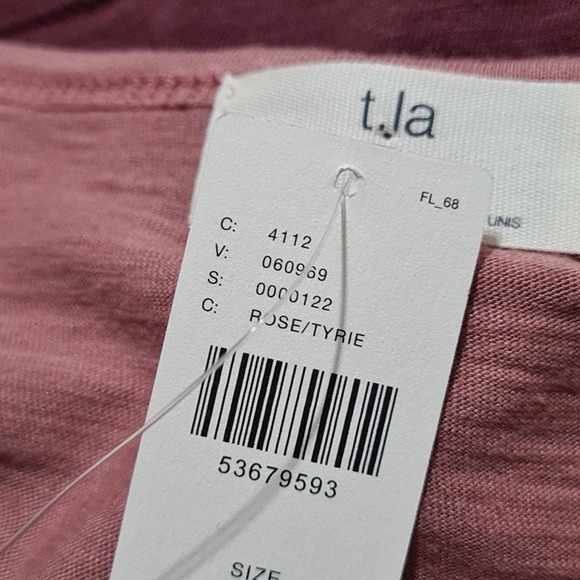 t.la
UNIS
FL_68
C: 4112
V: 060969
S: 0000122
C: ROSE/TYRIE
53679593
SIZE